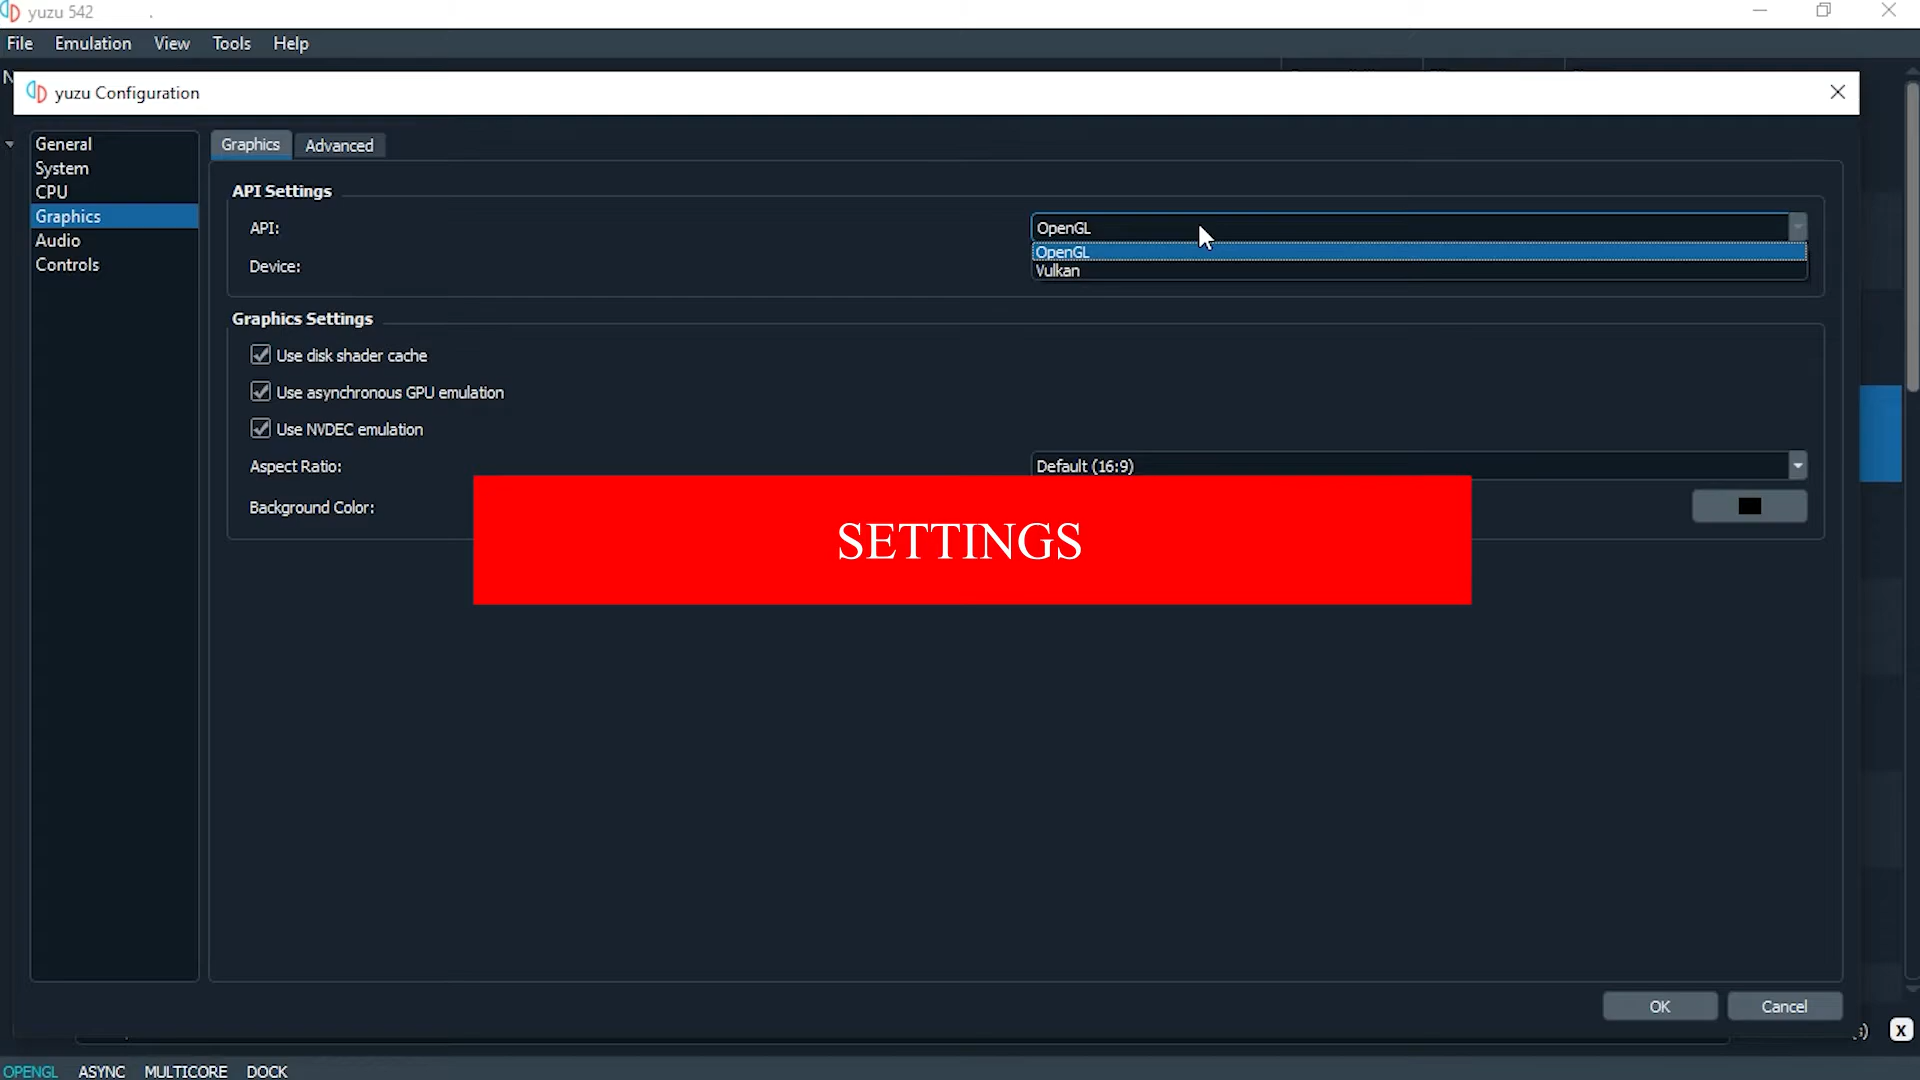 yuzu 542
File Emulation View Tools Help
yuzu Configuration
General
System
CPU
Graphics
Audio
Controls
Graphics Advanced
API Settings
API: OpenGL
OpenGL
Vulkan
Device:
Graphics Settings
Use disk shader cache
Use asynchronous GPU emulation
Use NVDEC emulation
Aspect Ratio: Default (16:9)
Background Color:
SETTINGS
OK Cancel
X
OPENGL ASYNC MULTICORE DOCK